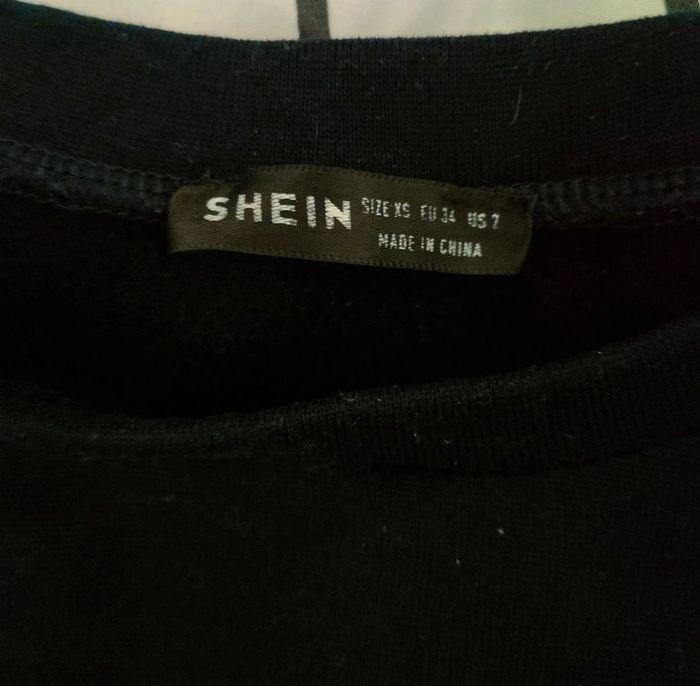 SHEIN SIZE XS EU 34 US 2
MADE IN CHINA